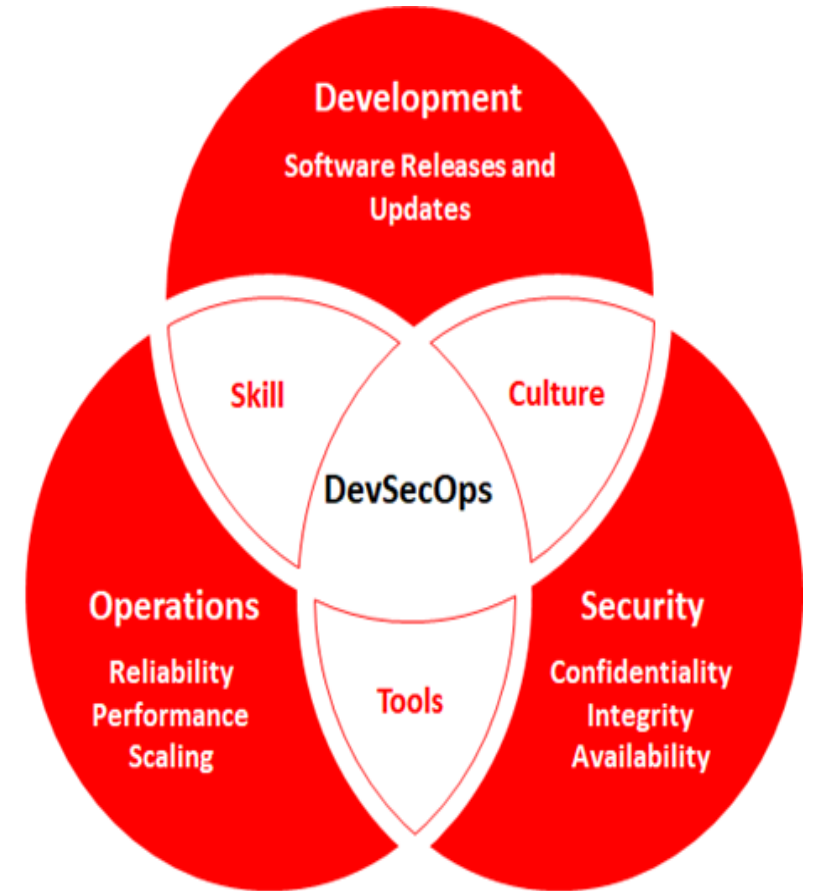 Development
Software Releases and
Updates
Skill
Culture
DevSecOps
Operations
Reliability
Performance
Scaling
Security
Confidentiality
Integrity
Availability
Tools